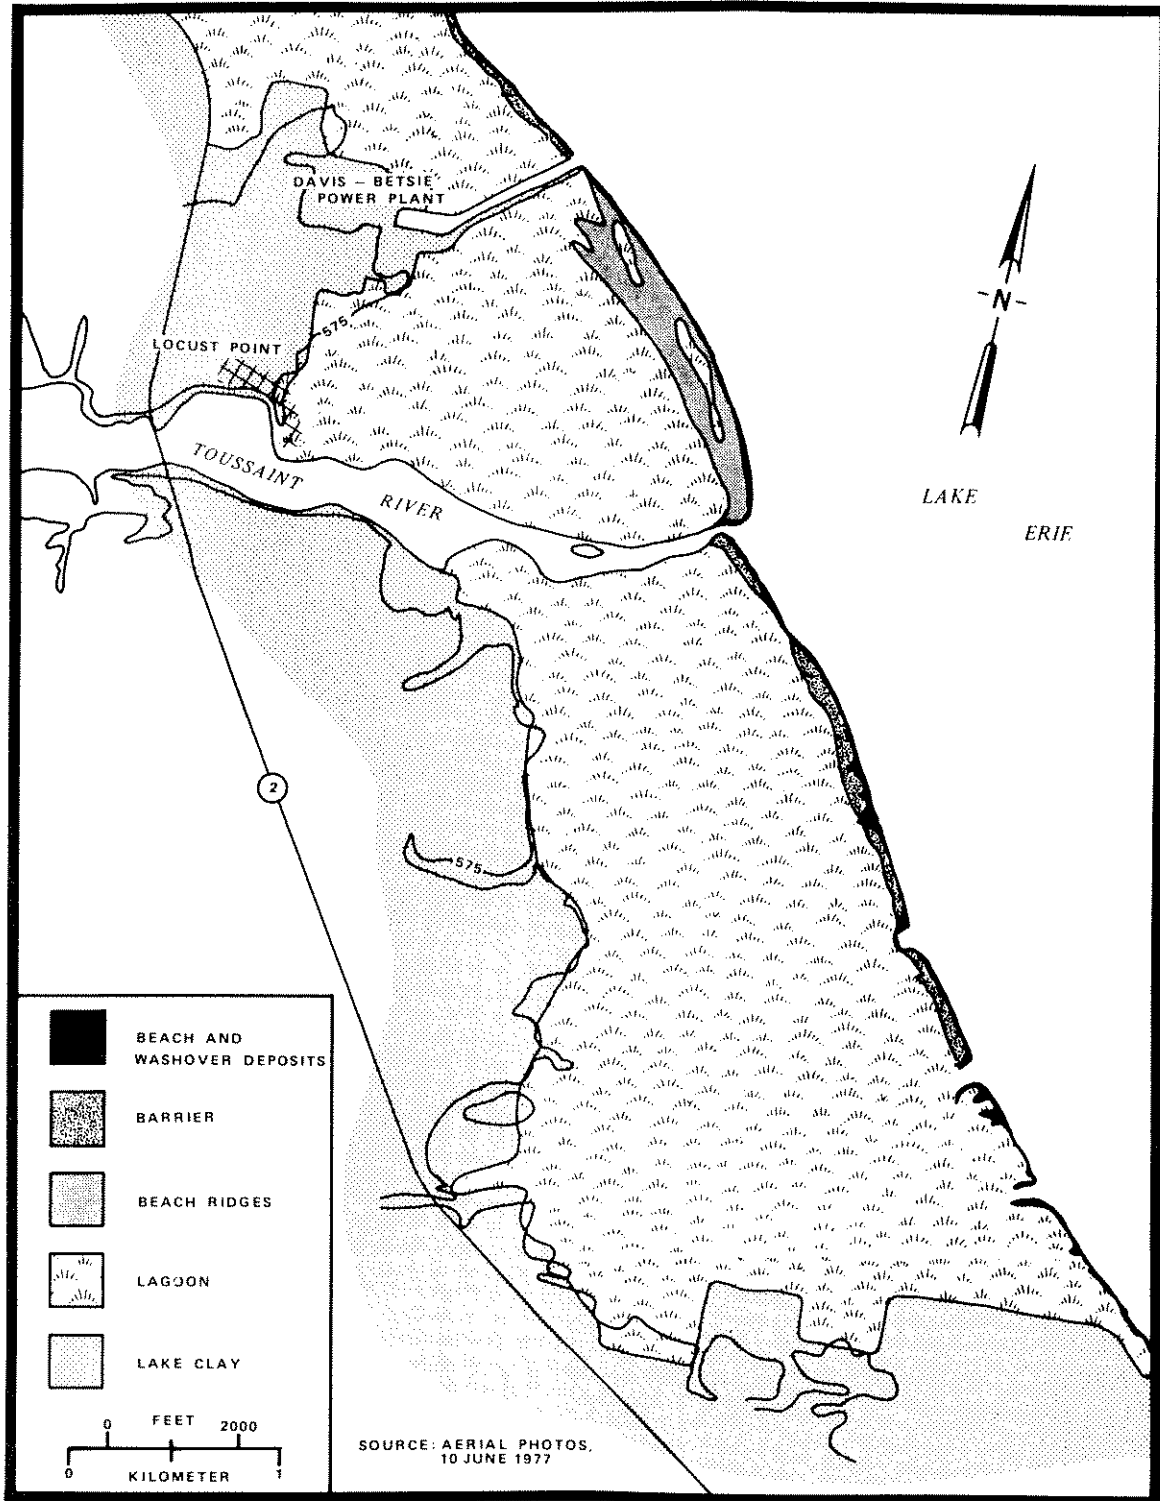 DAVIS – BETSIE
POWER PLANT
575
LOCUST POINT
-N-
TOUSSAINT
RIVER
LAKE
ERIE
2
575
BEACH AND
WASHOVER DEPOSITS
BARRIER
BEACH RIDGES
LAGOON
LAKE CLAY
0 FEET 2000
0 KILOMETER 1
SOURCE: AERIAL PHOTOS,
10 JUNE 1977